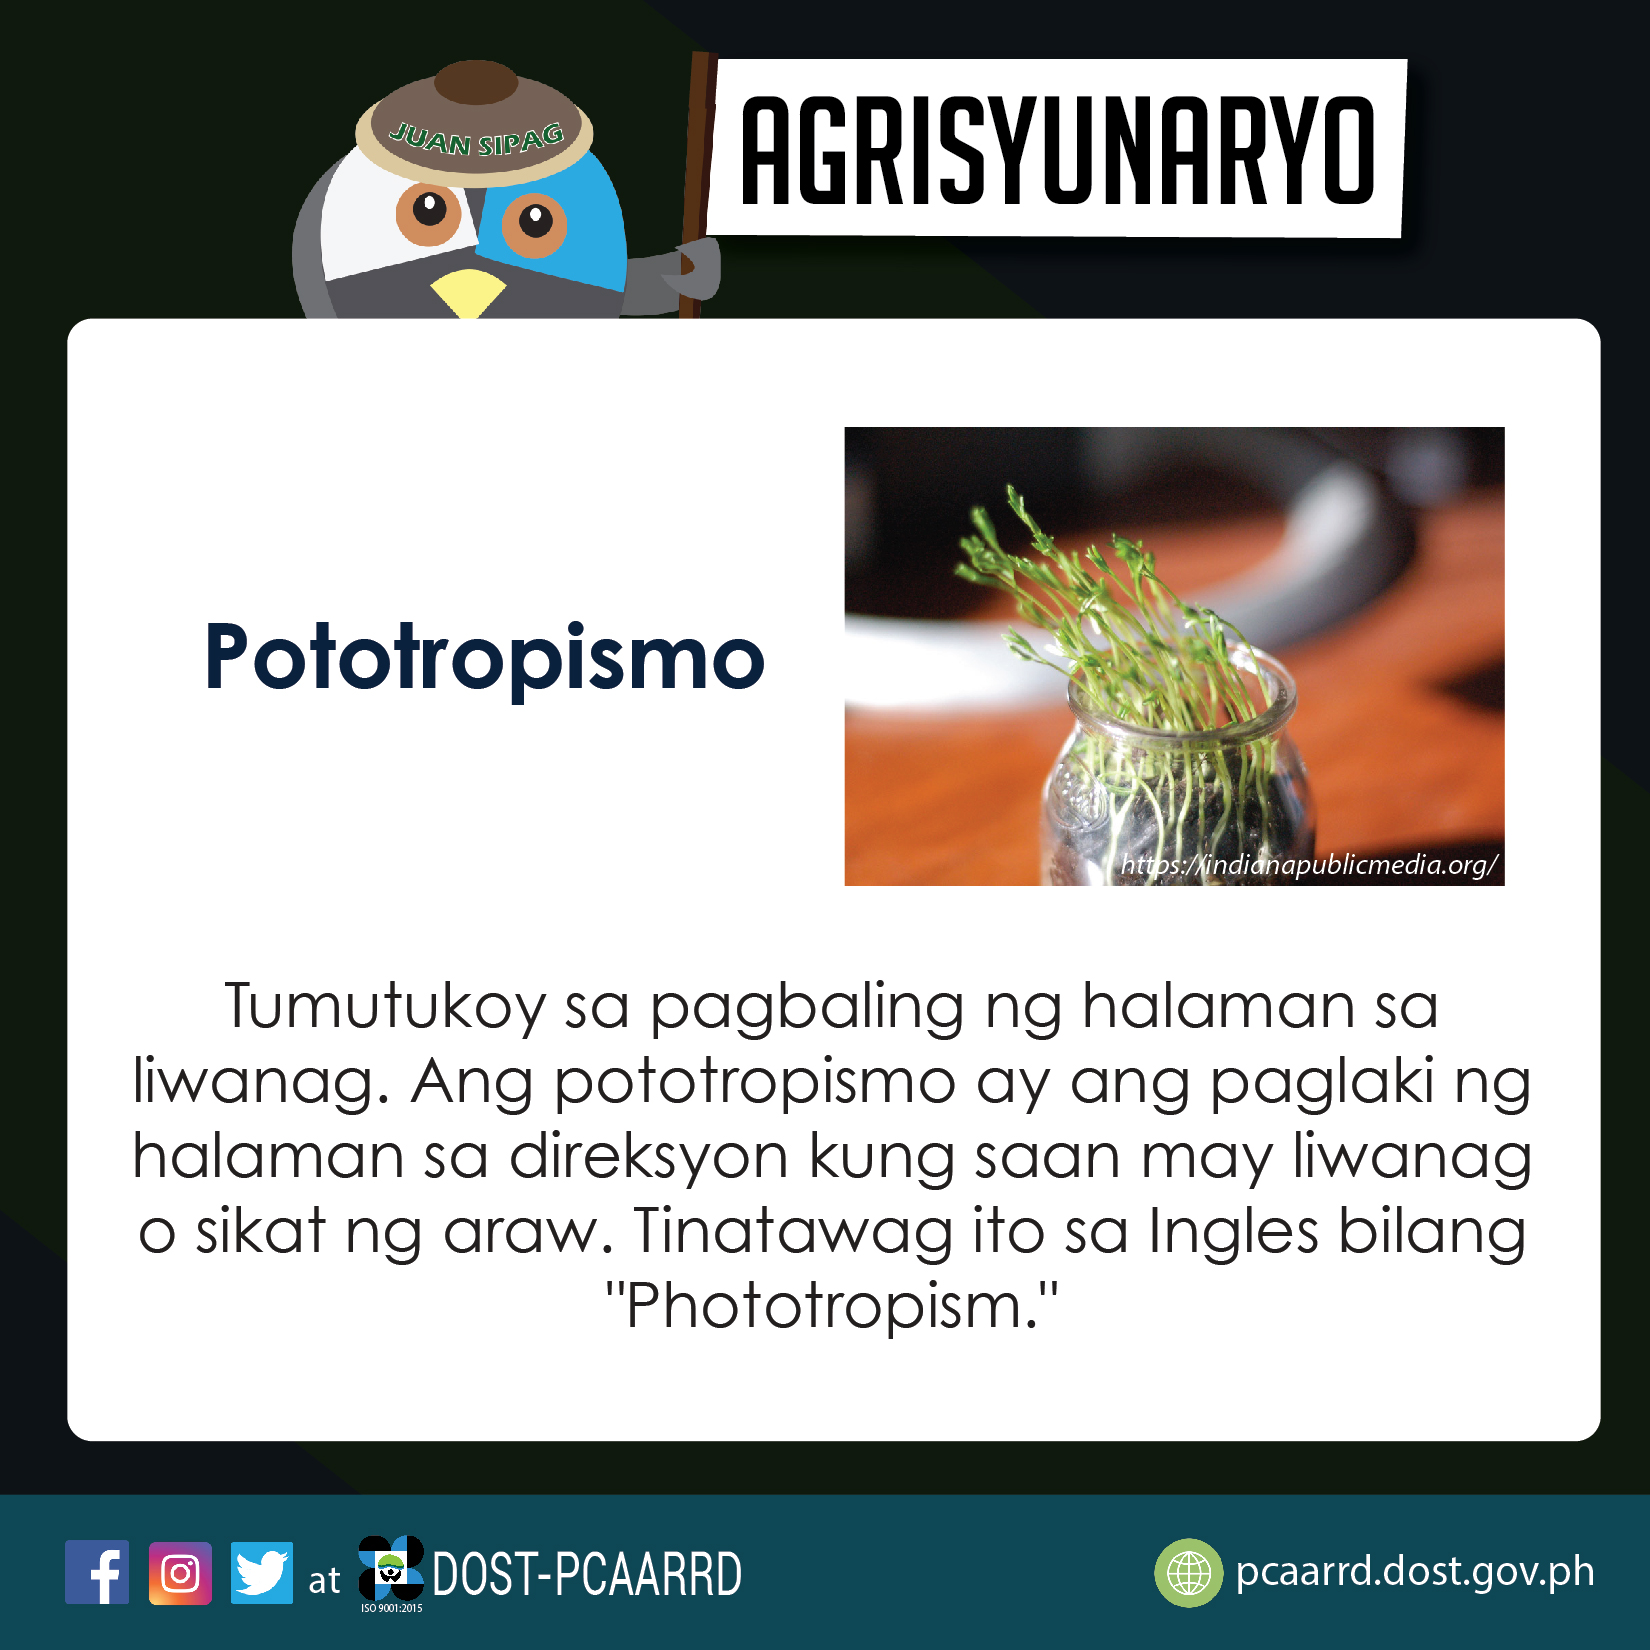 JUAN SIPAG
AGRISYUNARYO
Pototropismo
https://indianapublicmedia.org/
Tumutukoy sa pagbaling ng halaman sa
liwanag. Ang pototropismo ay ang paglaki ng
halaman sa direksyon kung saan may liwanag
o sikat ng araw. Tinatawag ito sa Ingles bilang
"Phototropism."
at
ISO 9001:2015
DOST-PCAARRD
pcaarrd.dost.gov.ph